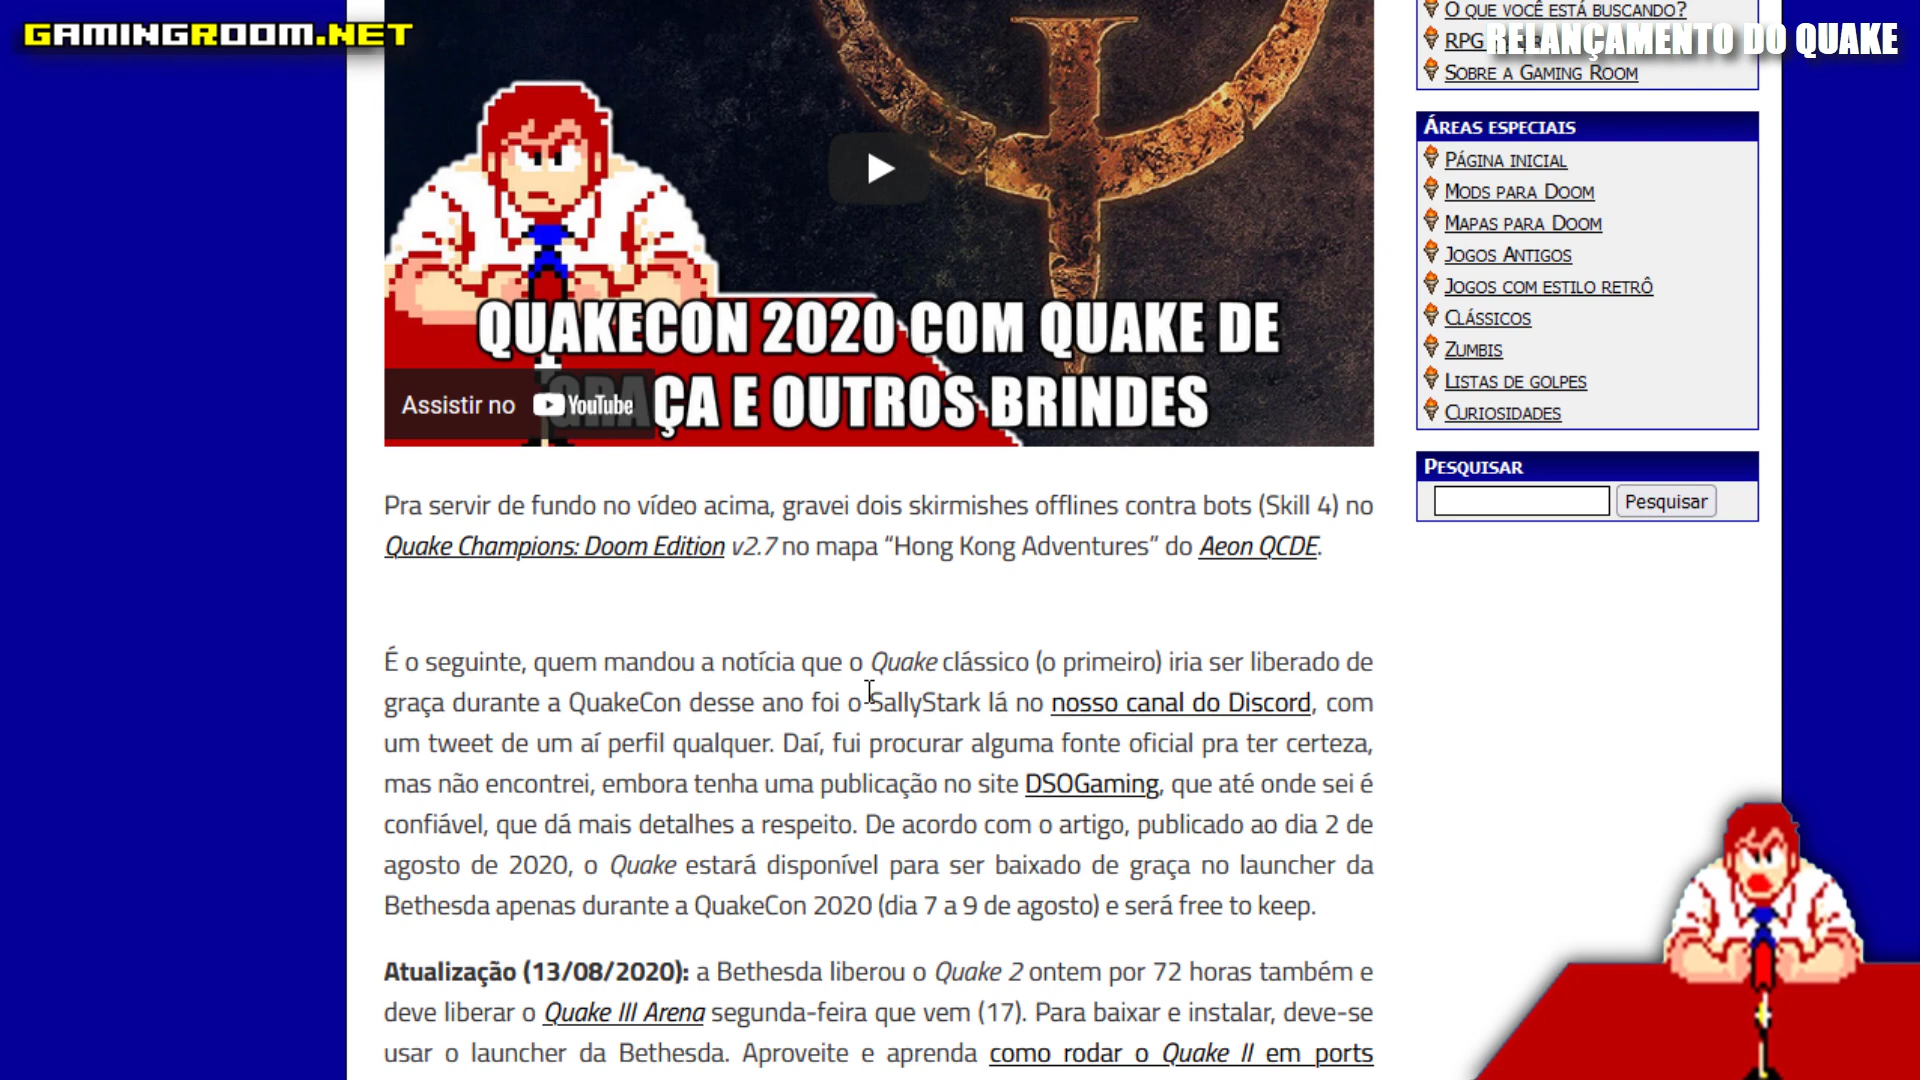 GAMINGROOM.NET
RELANÇAMENTO DO QUAKE
O QUE VOCÊ ESTÁ BUSCANDO?
RPG
SOBRE A GAMING ROOM
ÁREAS ESPECIAIS
PÁGINA INICIAL
MODS PARA DOOM
MAPAS PARA DOOM
JOGOS ANTIGOS
JOGOS COM ESTILO RETRÔ
CLÁSSICOS
ZUMBIS
LISTAS DE GOLPES
CURIOSIDADES
PESQUISAR
Pesquisar
QUAKECON 2020 COM QUAKE DE
GRAÇA E OUTROS BRINDES
Assistir no YouTube
Pra servir de fundo no vídeo acima, gravei dois skirmishes offlines contra bots (Skill 4) no
Quake Champions: Doom Edition v2.7 no mapa “Hong Kong Adventures” do Aeon QCDE.
É o seguinte, quem mandou a notícia que o Quake clássico (o primeiro) iria ser liberado de
graça durante a QuakeCon desse ano foi o SallyStark lá no nosso canal do Discord, com
um tweet de um aí perfil qualquer. Daí, fui procurar alguma fonte oficial pra ter certeza,
mas não encontrei, embora tenha uma publicação no site DSOGaming, que até onde sei é
confiável, que dá mais detalhes a respeito. De acordo com o artigo, publicado ao dia 2 de
agosto de 2020, o Quake estará disponível para ser baixado de graça no launcher da
Bethesda apenas durante a QuakeCon 2020 (dia 7 a 9 de agosto) e será free to keep.
Atualização (13/08/2020): a Bethesda liberou o Quake 2 ontem por 72 horas também e
deve liberar o Quake III Arena segunda-feira que vem (17). Para baixar e instalar, deve-se
usar o launcher da Bethesda. Aproveite e aprenda como rodar o Quake II em ports